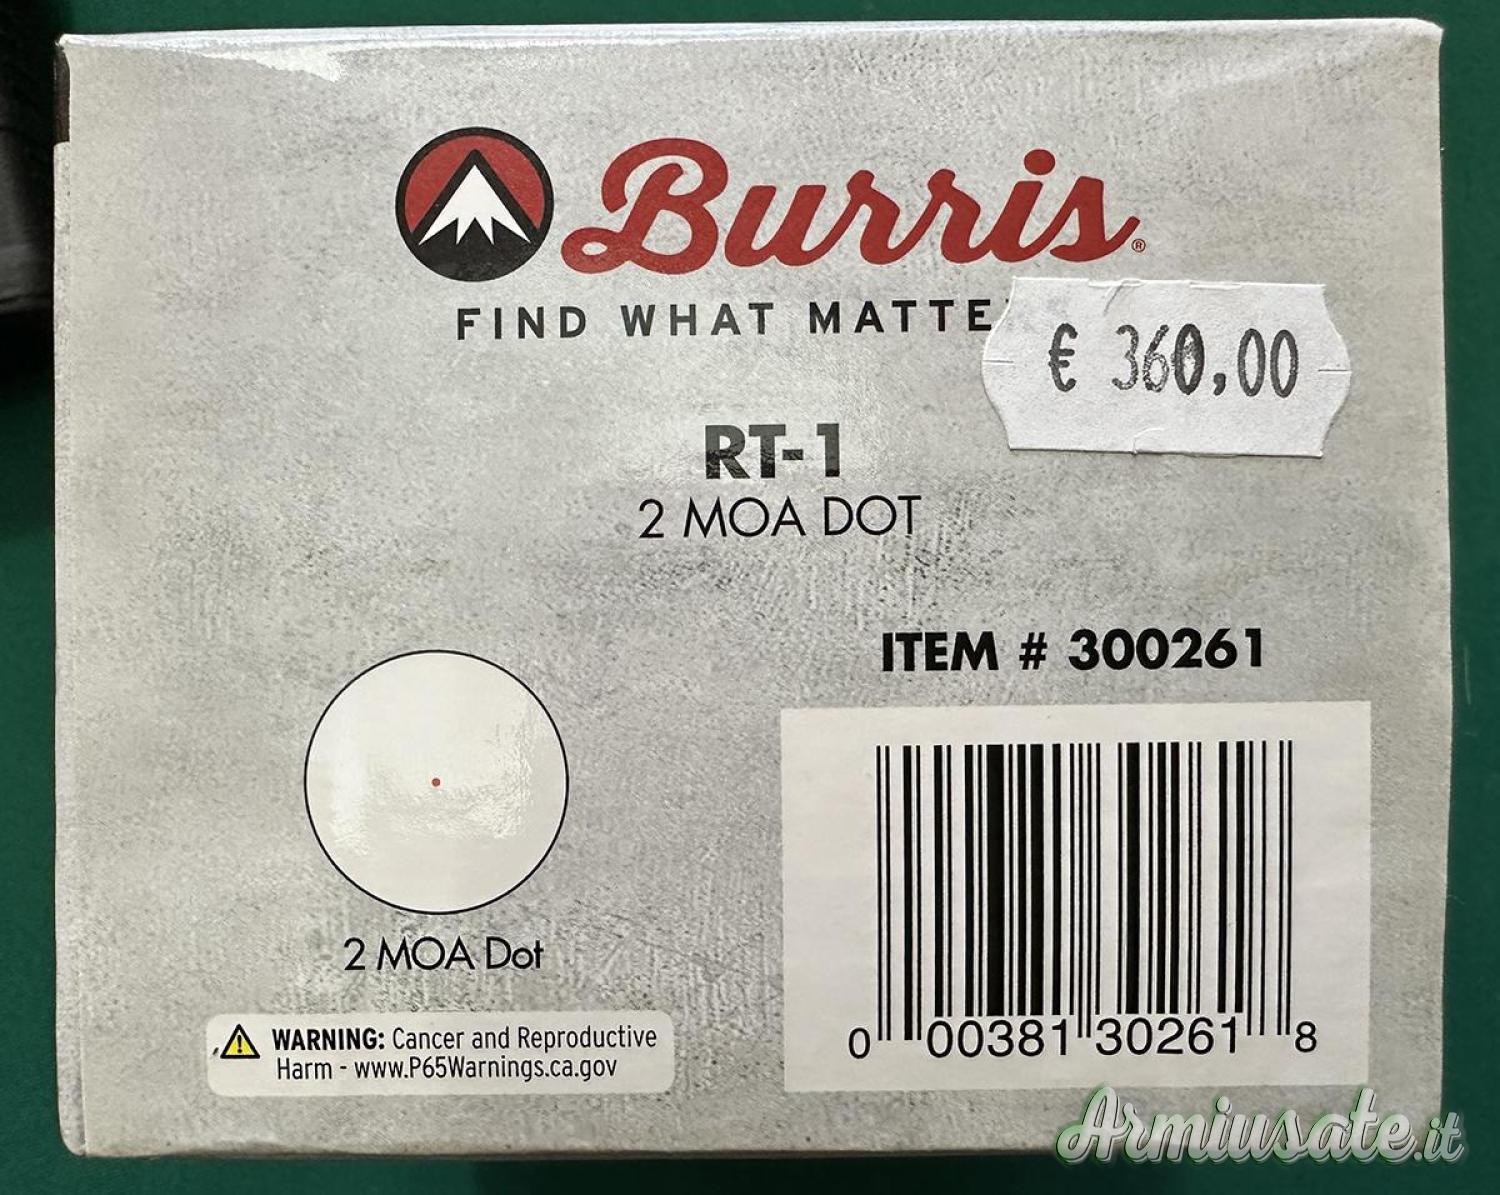 Burris®
FIND WHAT MATTE
€ 360,00
RT-1
2 MOA DOT
ITEM # 300261
2 MOA Dot
WARNING: Cancer and Reproductive
Harm - www.P65Warnings.ca.gov
0 00381 30261 8
Armiusate.it